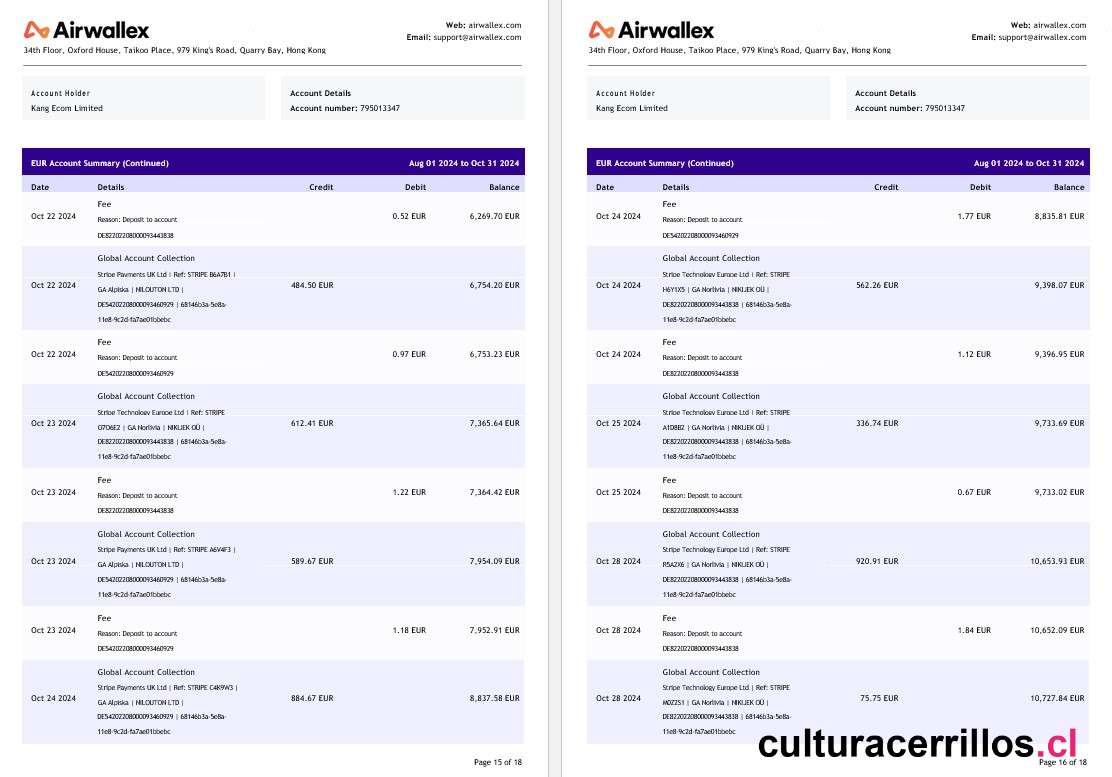 Airwallex
Web: airwallex.com
Email: support@airwallex.com
34th Floor, Oxford House, Taikoo Place, 979 King's Road, Quarry Bay, Hong Kong
Account Holder
Kang Ecom Limited
Account Details
Account number: 795013347
EUR Account Summary (Continued) Aug 01 2024 to Oct 31 2024
Date Details Credit Debit Balance
Fee
Oct 22 2024 Reason: Deposit to account 0.52 EUR 6,269.70 EUR
DE82202208000093443838
Global Account Collection
Stripe Payments UK Ltd | Ref: STRIPE B6A7B1 |
Oct 22 2024 GA Alpiska | NILOUTON LTD | 484.50 EUR 6,754.20 EUR
DE54202208000093460929 | 68146b3a-5e8a-
11e8-9c2d-fa7ae01bbebc
Fee
Oct 22 2024 Reason: Deposit to account 0.97 EUR 6,753.23 EUR
DE54202208000093460929
Global Account Collection
Stripe Technology Europe Ltd | Ref: STRIPE
Oct 23 2024 O7O6E2 | GA Norlivia | NIKIJEK OÜ | 612.41 EUR 7,365.64 EUR
DE82202208000093443838 | 68146b3a-5e8a-
11e8-9c2d-fa7ae01bbebc
Fee
Oct 23 2024 Reason: Deposit to account 1.22 EUR 7,364.42 EUR
DE82202208000093443838
Global Account Collection
Stripe Payments UK Ltd | Ref: STRIPE A6V4F3 |
Oct 23 2024 GA Alpiska | NILOUTON LTD | 589.67 EUR 7,954.09 EUR
DE54202208000093460929 | 68146b3a-5e8a-
11e8-9c2d-fa7ae01bbebc
Fee
Oct 23 2024 Reason: Deposit to account 1.18 EUR 7,952.91 EUR
DE54202208000093460929
Global Account Collection
Stripe Payments UK Ltd | Ref: STRIPE C4K9W3 |
Oct 24 2024 GA Alpiska | NILOUTON LTD | 884.67 EUR 8,837.58 EUR
DE54202208000093460929 | 68146b3a-5e8a-
11e8-9c2d-fa7ae01bbebc
Page 15 of 18
Airwallex
Web: airwallex.com
Email: support@airwallex.com
34th Floor, Oxford House, Taikoo Place, 979 King's Road, Quarry Bay, Hong Kong
Account Holder
Kang Ecom Limited
Account Details
Account number: 795013347
EUR Account Summary (Continued) Aug 01 2024 to Oct 31 2024
Date Details Credit Debit Balance
Fee
Oct 24 2024 Reason: Deposit to account 1.77 EUR 8,835.81 EUR
DE54202208000093460929
Global Account Collection
Stripe Technology Europe Ltd | Ref: STRIPE
Oct 24 2024 H6Y1X5 | GA Norlivia | NIKIJEK OÜ | 562.26 EUR 9,398.07 EUR
DE82202208000093443838 | 68146b3a-5e8a-
11e8-9c2d-fa7ae01bbebc
Fee
Oct 24 2024 Reason: Deposit to account 1.12 EUR 9,396.95 EUR
DE82202208000093443838
Global Account Collection
Stripe Technology Europe Ltd | Ref: STRIPE
Oct 25 2024 A1D8B2 | GA Norlivia | NIKIJEK OÜ | 336.74 EUR 9,733.69 EUR
DE82202208000093443838 | 68146b3a-5e8a-
11e8-9c2d-fa7ae01bbebc
Fee
Oct 25 2024 Reason: Deposit to account 0.67 EUR 9,733.02 EUR
DE82202208000093443838
Global Account Collection
Stripe Technology Europe Ltd | Ref: STRIPE
Oct 28 2024 R5A2X6 | GA Norlivia | NIKIJEK OÜ | 920.91 EUR 10,653.93 EUR
DE82202208000093443838 | 68146b3a-5e8a-
11e8-9c2d-fa7ae01bbebc
Fee
Oct 28 2024 Reason: Deposit to account 1.84 EUR 10,652.09 EUR
DE82202208000093443838
Global Account Collection
Stripe Technology Europe Ltd | Ref: STRIPE
Oct 28 2024 M0Z2S1 | GA Norlivia | NIKIJEK OÜ | 75.75 EUR 10,727.84 EUR
DE82202208000093443838 | 68146b3a-5e8a-
11e8-9c2d-fa7ae01bbebc
culturacerrillos.cl
Page 16 of 18